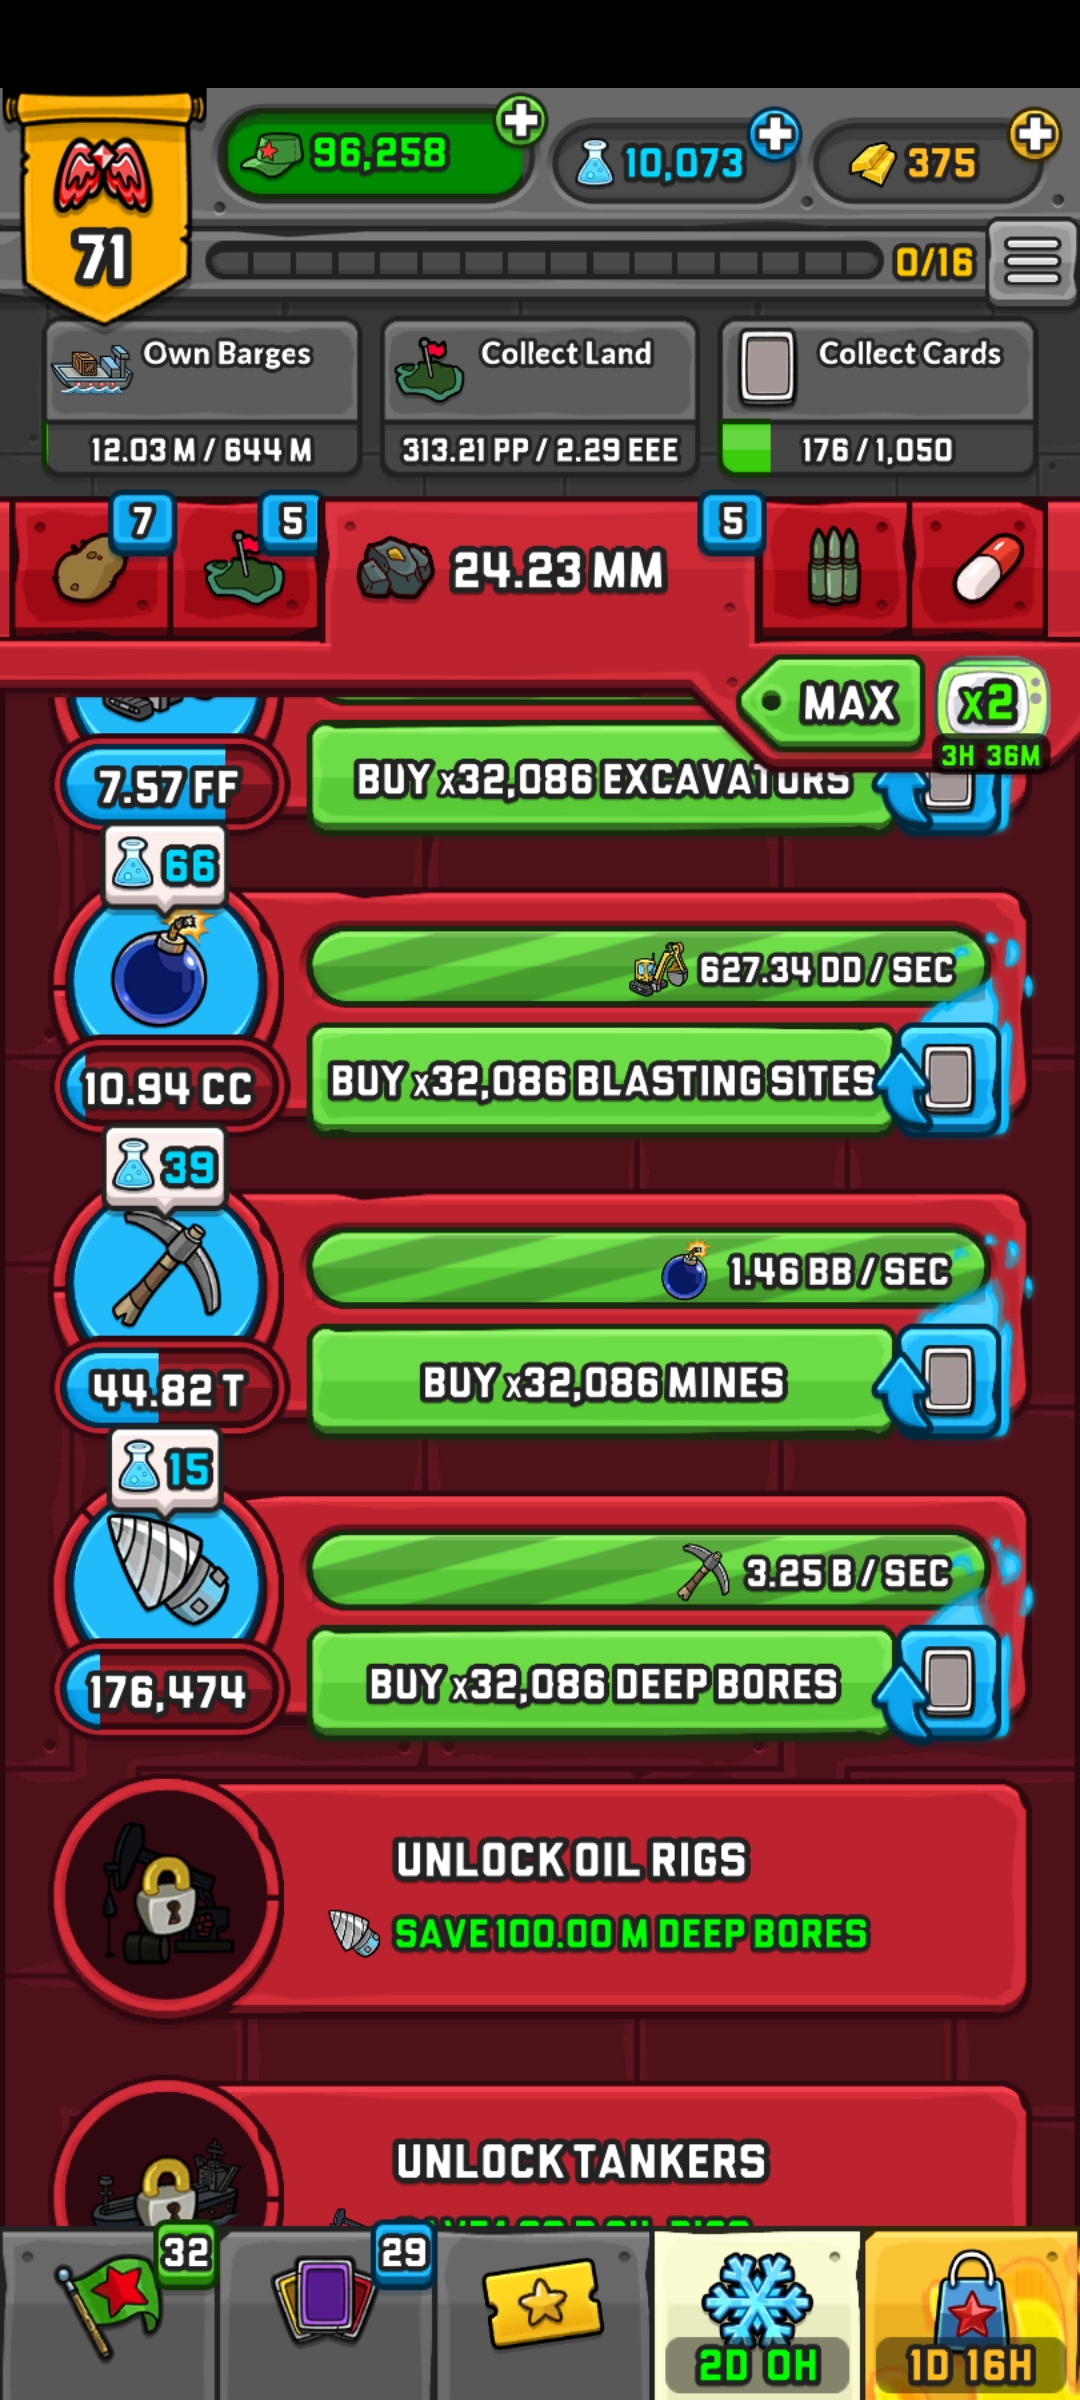 96,258
10,073
375
71
0/16
Own Barges
12.03 M / 644 M
Collect Land
313.21 PP / 2.29 EEE
Collect Cards
176 / 1,050
7
5
24.23 MM
5
MAX
x2
3H 36M
7.57 FF
BUY x32,086 EXCAVATORS
66
627.34 DD / SEC
10.94 CC
BUY x32,086 BLASTING SITES
39
1.46 BB / SEC
44.82 T
BUY x32,086 MINES
15
3.25 B / SEC
176,474
BUY x32,086 DEEP BORES
UNLOCK OIL RIGS
SAVE 100.00 M DEEP BORES
UNLOCK TANKERS
32
29
2D 0H
1D 16H